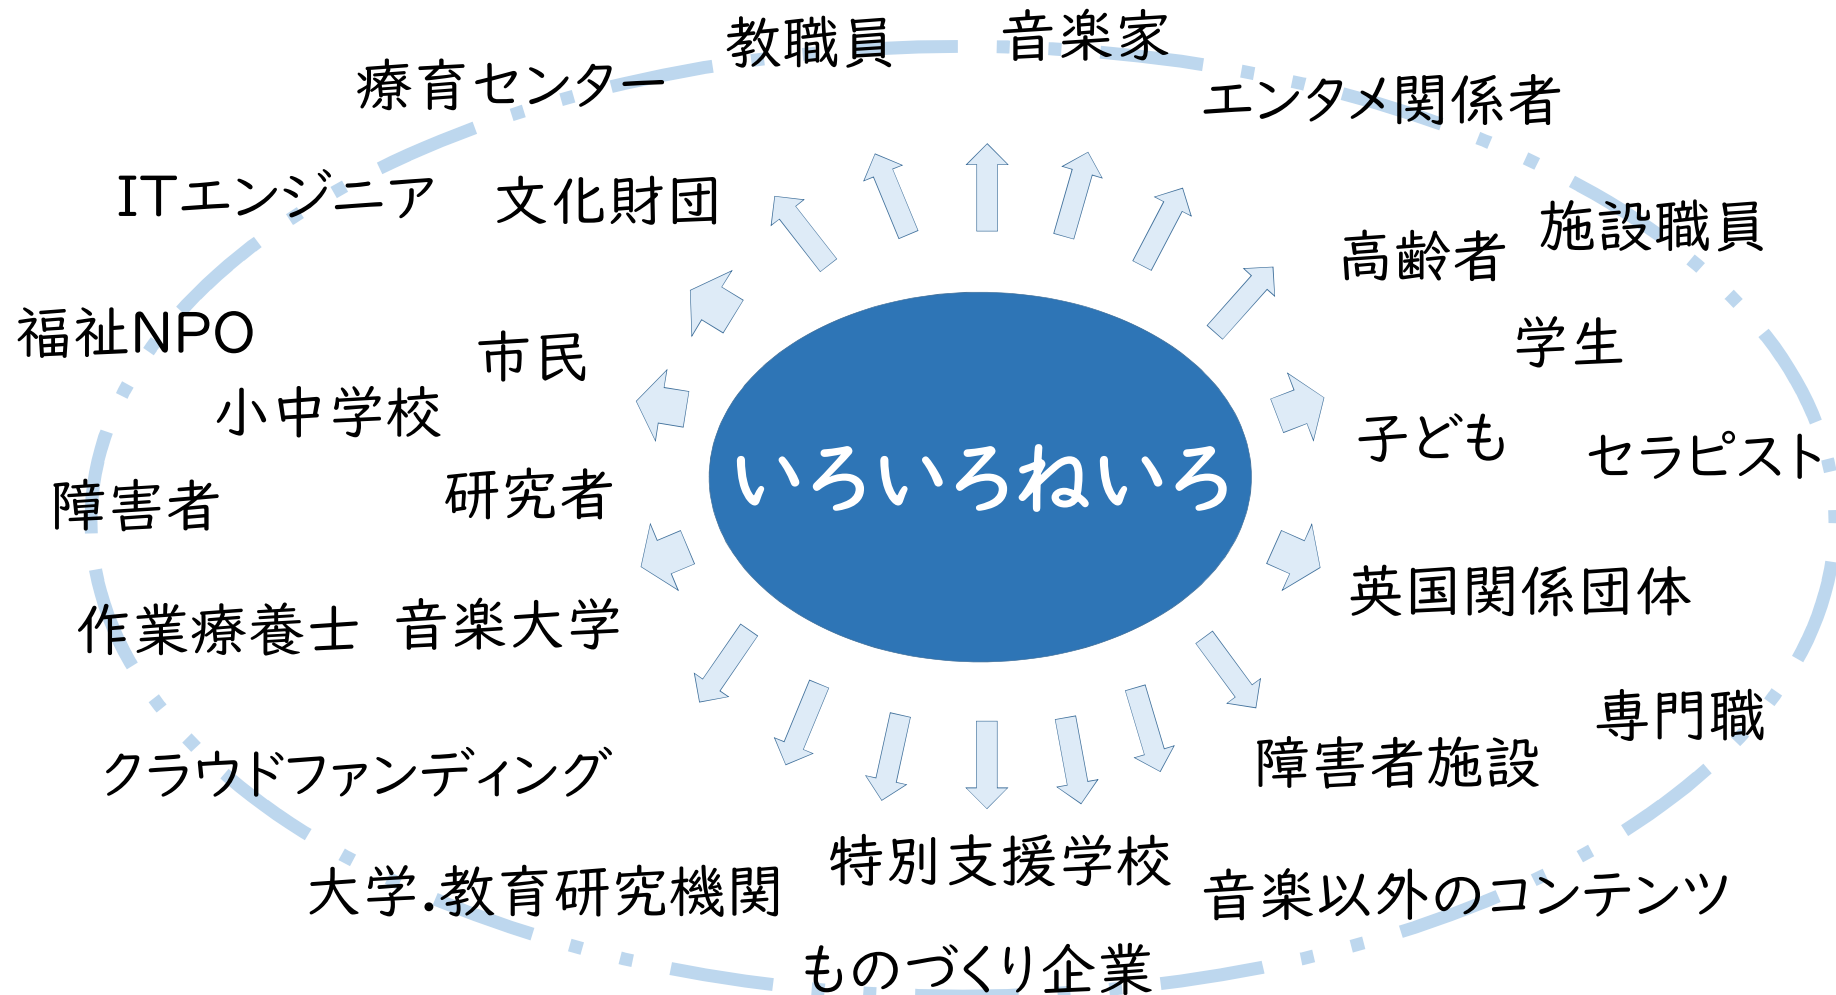 教職員
音楽家
療育センター
エンタメ関係者
ITエンジニア
文化財団
施設職員
高齢者
福祉NPO
市民
学生
小中学校
子ども
セラピスト
いろいろねいろ
障害者
研究者
英国関係団体
作業療養士
音楽大学
専門職
クラウドファンディング
障害者施設
特別支援学校
大学.教育研究機関
音楽以外のコンテンツ
ものづくり企業